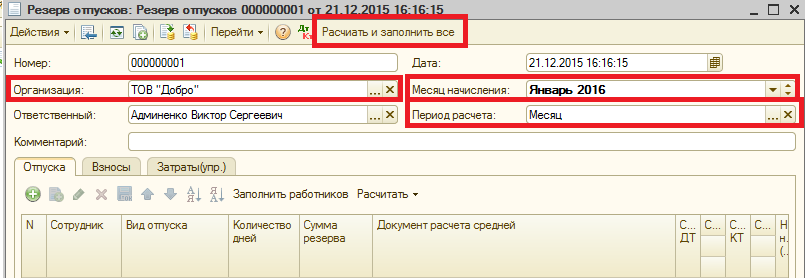 Резерв отпусков: Резерв отпусков 000000001 от 21.12.2015 16:16:15
Действия Перейти ? Дт Кт Расчиать и заполнить все
Номер: 000000001 Дата: 21.12.2015 16:16:15
Организация: ТОВ "Добро" ... Месяц начисления: Январь 2016
Ответственный: Админенко Виктор Сергеевич ... Период расчета: Месяц ...
Комментарий:
Отпуска Взносы Затраты(упр.)
Заполнить работников Расчитать
N Сотрудник Вид отпуска Количество Сумма Документ расчета средней С... С... С... С... Н
дней резерва ДТ КТ н.
(...